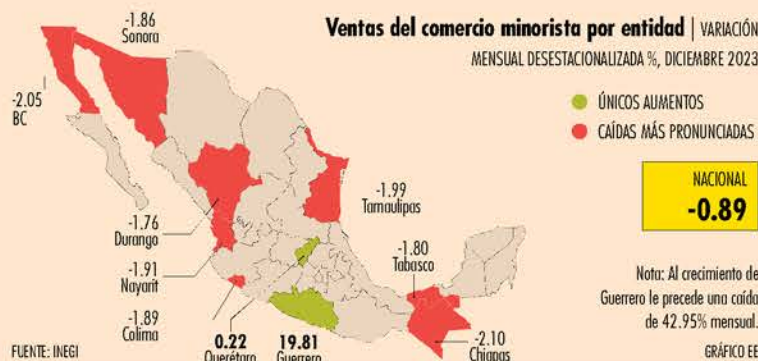 Ventas del comercio minorista por entidad | VARIACIÓN
MENSUAL DESESTACIONALIZADA %, DICIEMBRE 2023
ÚNICOS AUMENTOS
CAÍDAS MÁS PRONUNCIADAS
NACIONAL
-0.89
-1.86
Sonora
-2.05
BC
-1.76
Durango
-1.91
Nayarit
-1.89
Colima
0.22
Querétaro
19.81
Guerrero
-1.99
Tamaulipas
-1.80
Tabasco
-2.10
Chiapas
Nota: Al crecimiento de
Guerrero le precede una caída
de 42.95% mensual.
FUENTE: INEGI
GRÁFICO EE